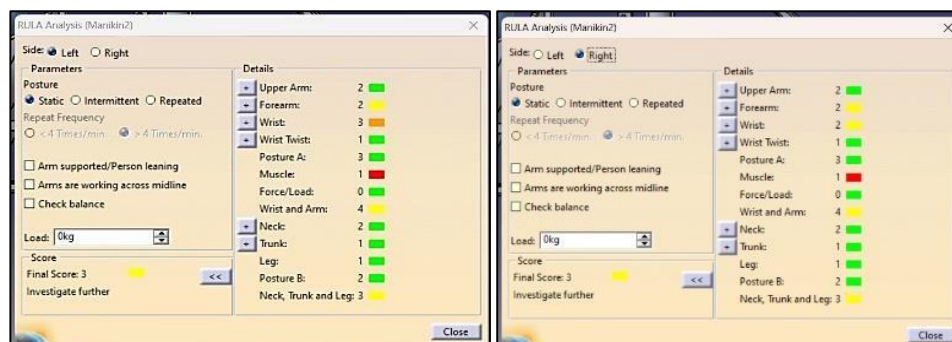 RULA Analysis (Manikin2)
Side: Left Right
Parameters
Posture
Static Intermittent Repeated
Repeat Frequency
< 4 Times/min. > 4 Times/min.
Arm supported/Person leaning
Arms are working across midline
Check balance
Load: 0kg
Score
Final Score: 3
<<
Investigate further
Details
+ Upper Arm: 2
+ Forearm: 2
+ Wrist: 3
+ Wrist Twist: 1
Posture A: 3
Muscle: 1
Force/Load: 0
Wrist and Arm: 4
+ Neck: 2
+ Trunk: 1
Leg: 1
Posture B: 2
Neck, Trunk and Leg: 3
Close
RULA Analysis (Manikin2)
Side: Left Right
Parameters
Posture
Static Intermittent Repeated
Repeat Frequency
< 4 Times/min. > 4 Times/min.
Arm supported/Person leaning
Arms are working across midline
Check balance
Load: 0kg
Score
Final Score: 3
<<
Investigate further
Details
+ Upper Arm: 2
+ Forearm: 2
+ Wrist: 2
+ Wrist Twist: 1
Posture A: 3
Muscle: 1
Force/Load: 0
Wrist and Arm: 4
+ Neck: 2
+ Trunk: 1
Leg: 1
Posture B: 2
Neck, Trunk and Leg: 3
Close